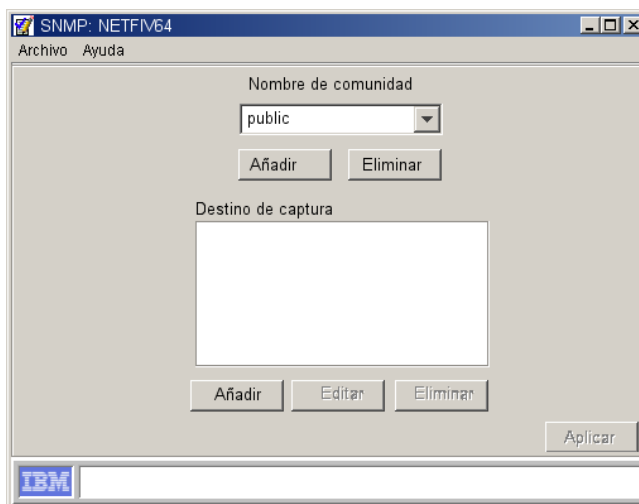 SNMP: NETFIV64
Archivo Ayuda
Nombre de comunidad
public
Añadir Eliminar
Destino de captura
Añadir Editar Eliminar
Aplicar
IBM